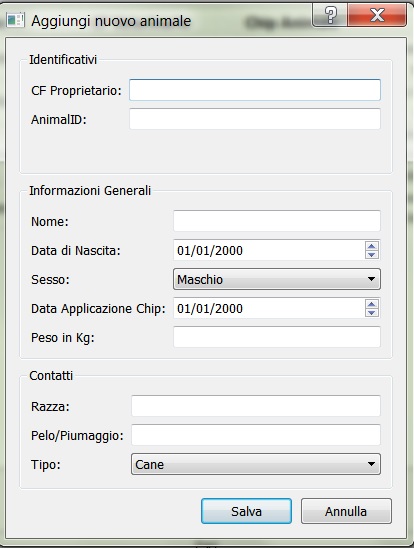 Aggiungi nuovo animale
Identificativi
CF Proprietario:
AnimalID:
Informazioni Generali
Nome:
Data di Nascita: 01/01/2000
Sesso: Maschio
Data Applicazione Chip: 01/01/2000
Peso in Kg:
Contatti
Razza:
Pelo/Piumaggio:
Tipo: Cane
Salva Annulla